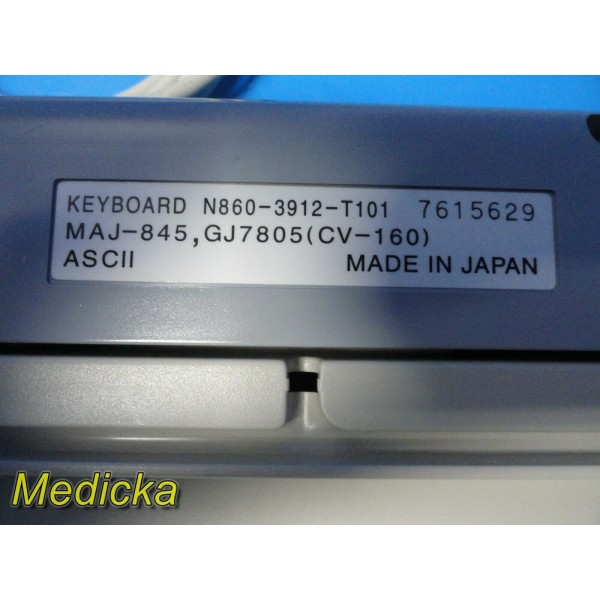 KEYBOARD N860-3912-T101 7615629
MAJ-845,GJ7805(CV-160)
ASCII MADE IN JAPAN
Medicka